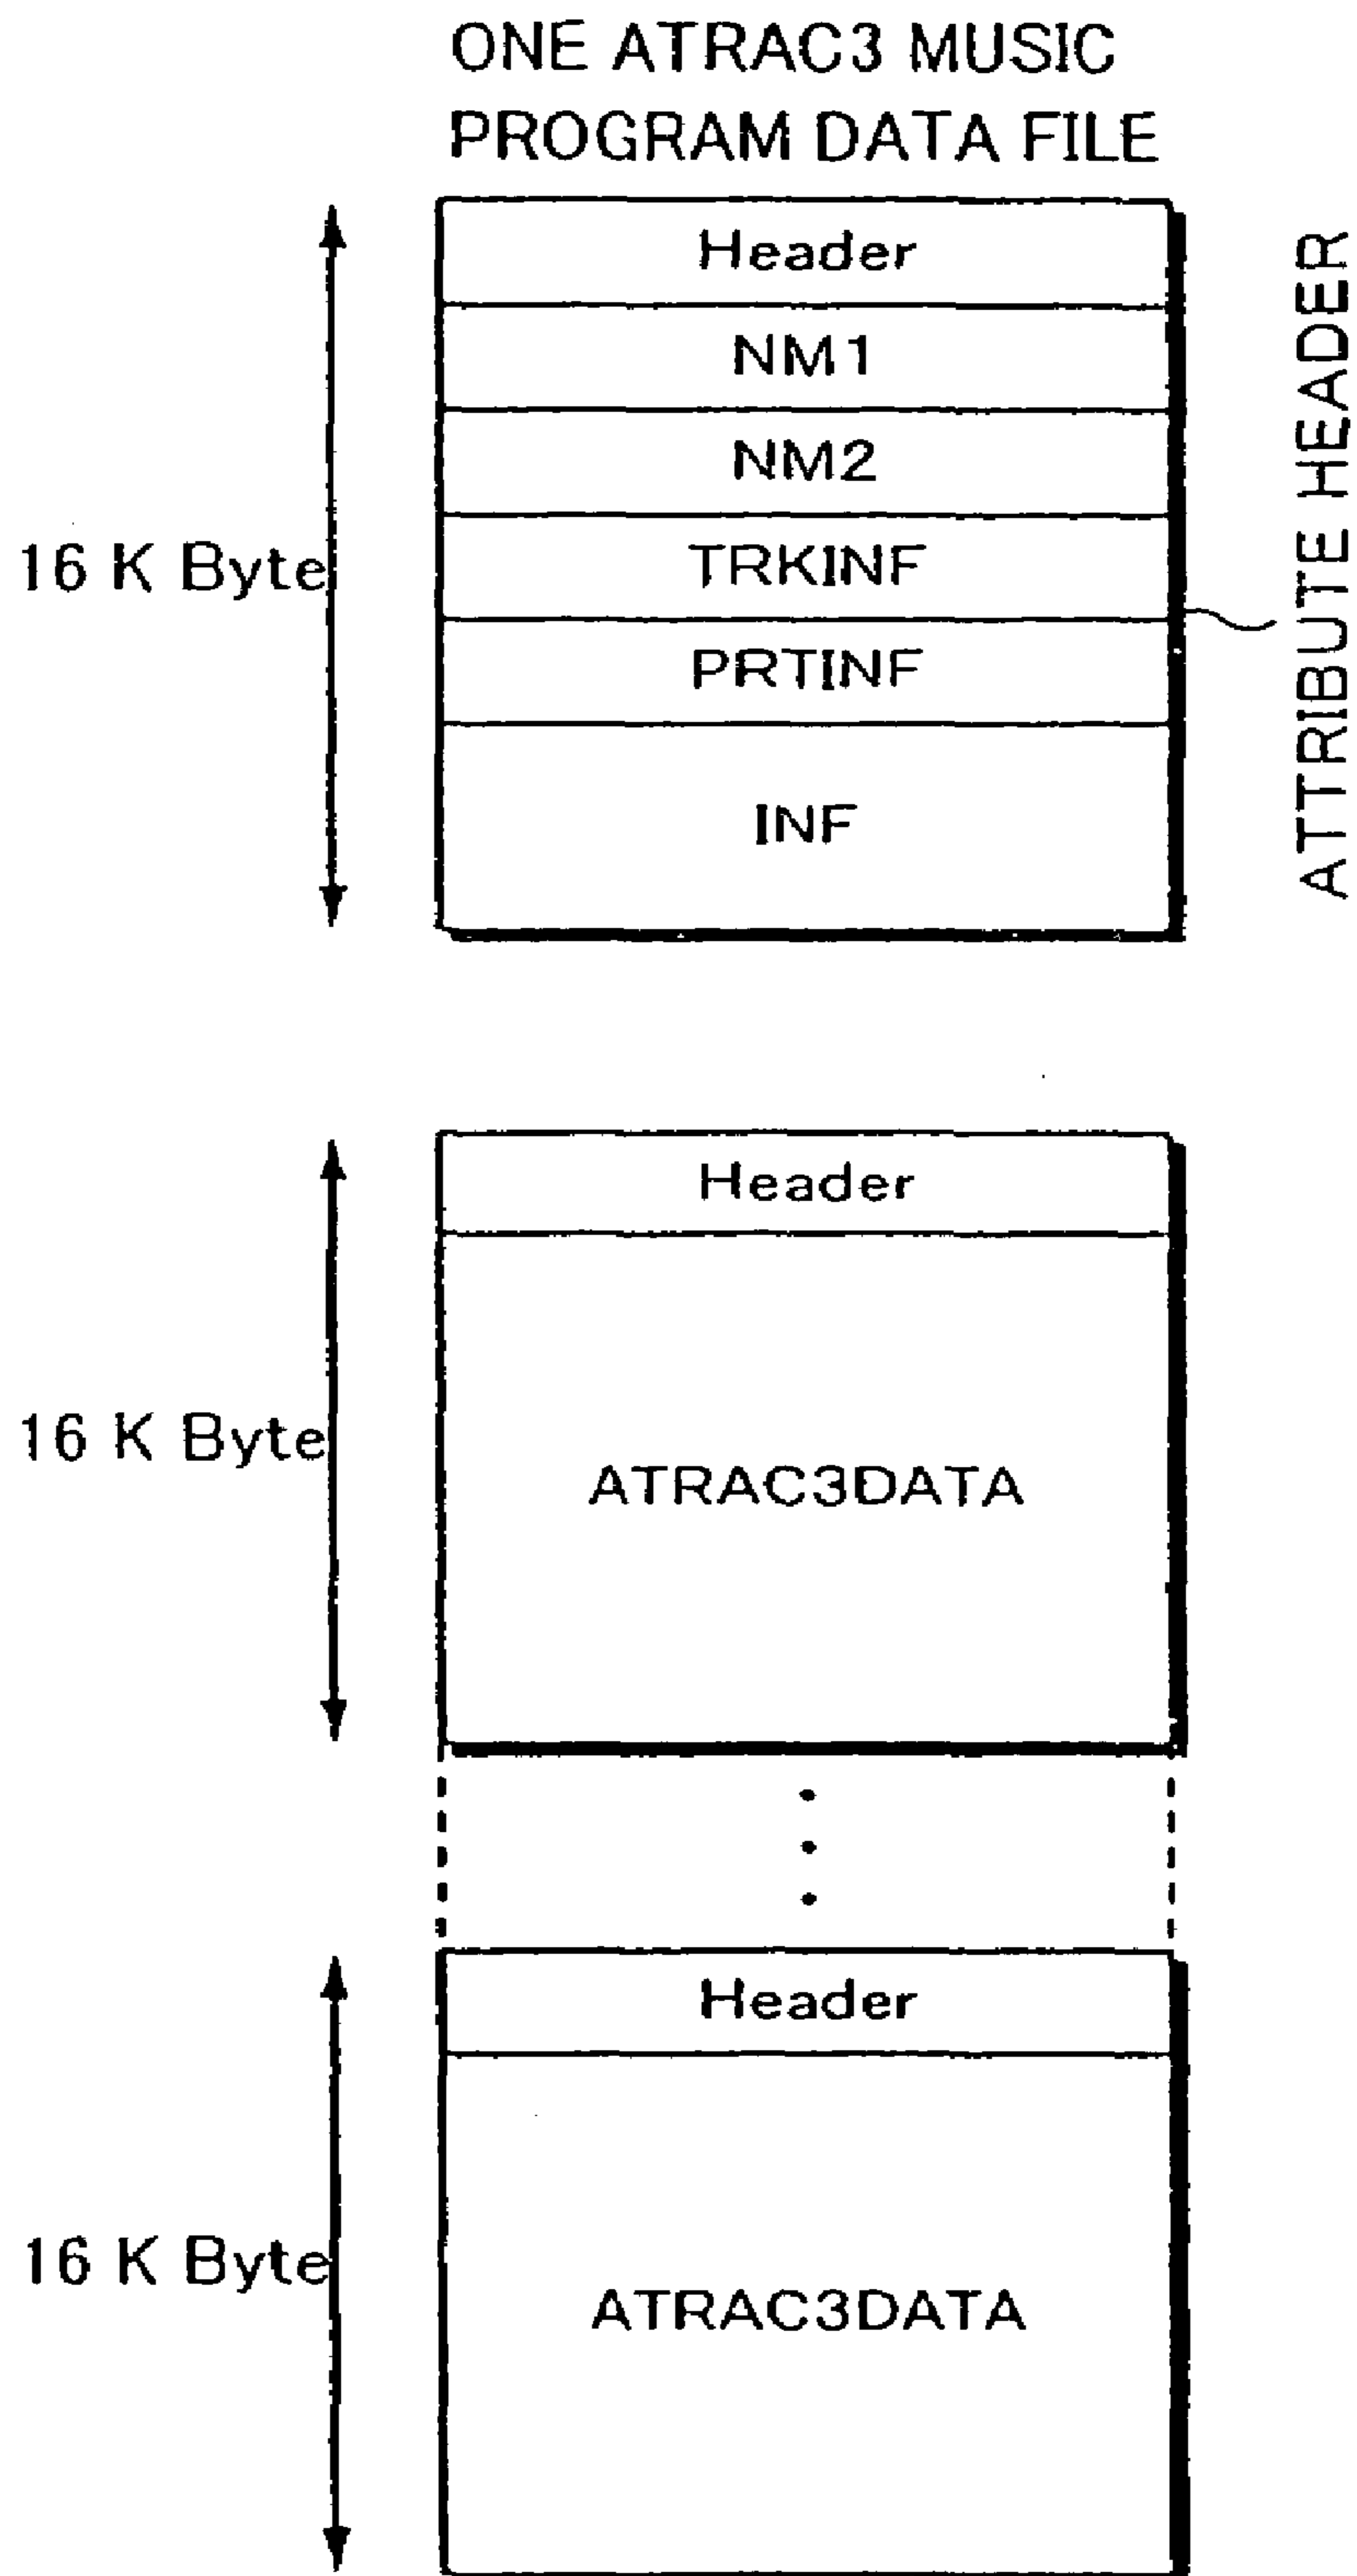 ONE ATRAC3 MUSIC
PROGRAM DATA FILE
Header
NM1
NM2
16 K Byte
TRKINF
PRTINF
INF
ATTRIBUTE HEADER
Header
16 K Byte
ATRAC3DATA
Header
16 K Byte
ATRAC3DATA